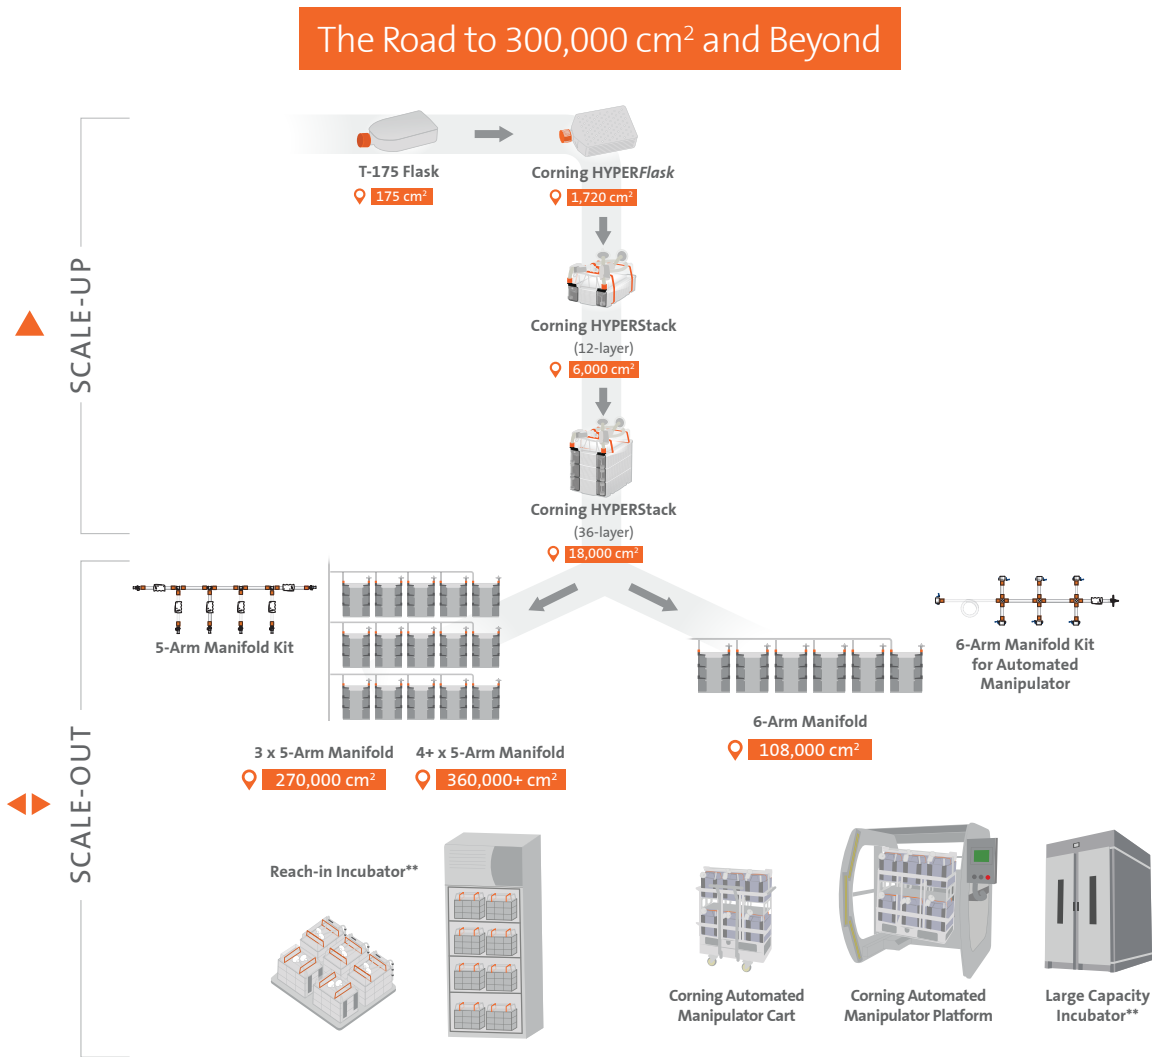 The Road to 300,000 cm² and Beyond
SCALE-UP
T-175 Flask
175 cm²
Corning HYPERFlask
1,720 cm²
Corning HYPERStack
(12-layer)
6,000 cm²
Corning HYPERStack
(36-layer)
18,000 cm²
SCALE-OUT
5-Arm Manifold Kit
6-Arm Manifold Kit
for Automated
Manipulator
3 x 5-Arm Manifold
270,000 cm²
4+ x 5-Arm Manifold
360,000+ cm²
6-Arm Manifold
108,000 cm²
Reach-in Incubator**
Corning Automated
Manipulator Cart
Corning Automated
Manipulator Platform
Large Capacity
Incubator**